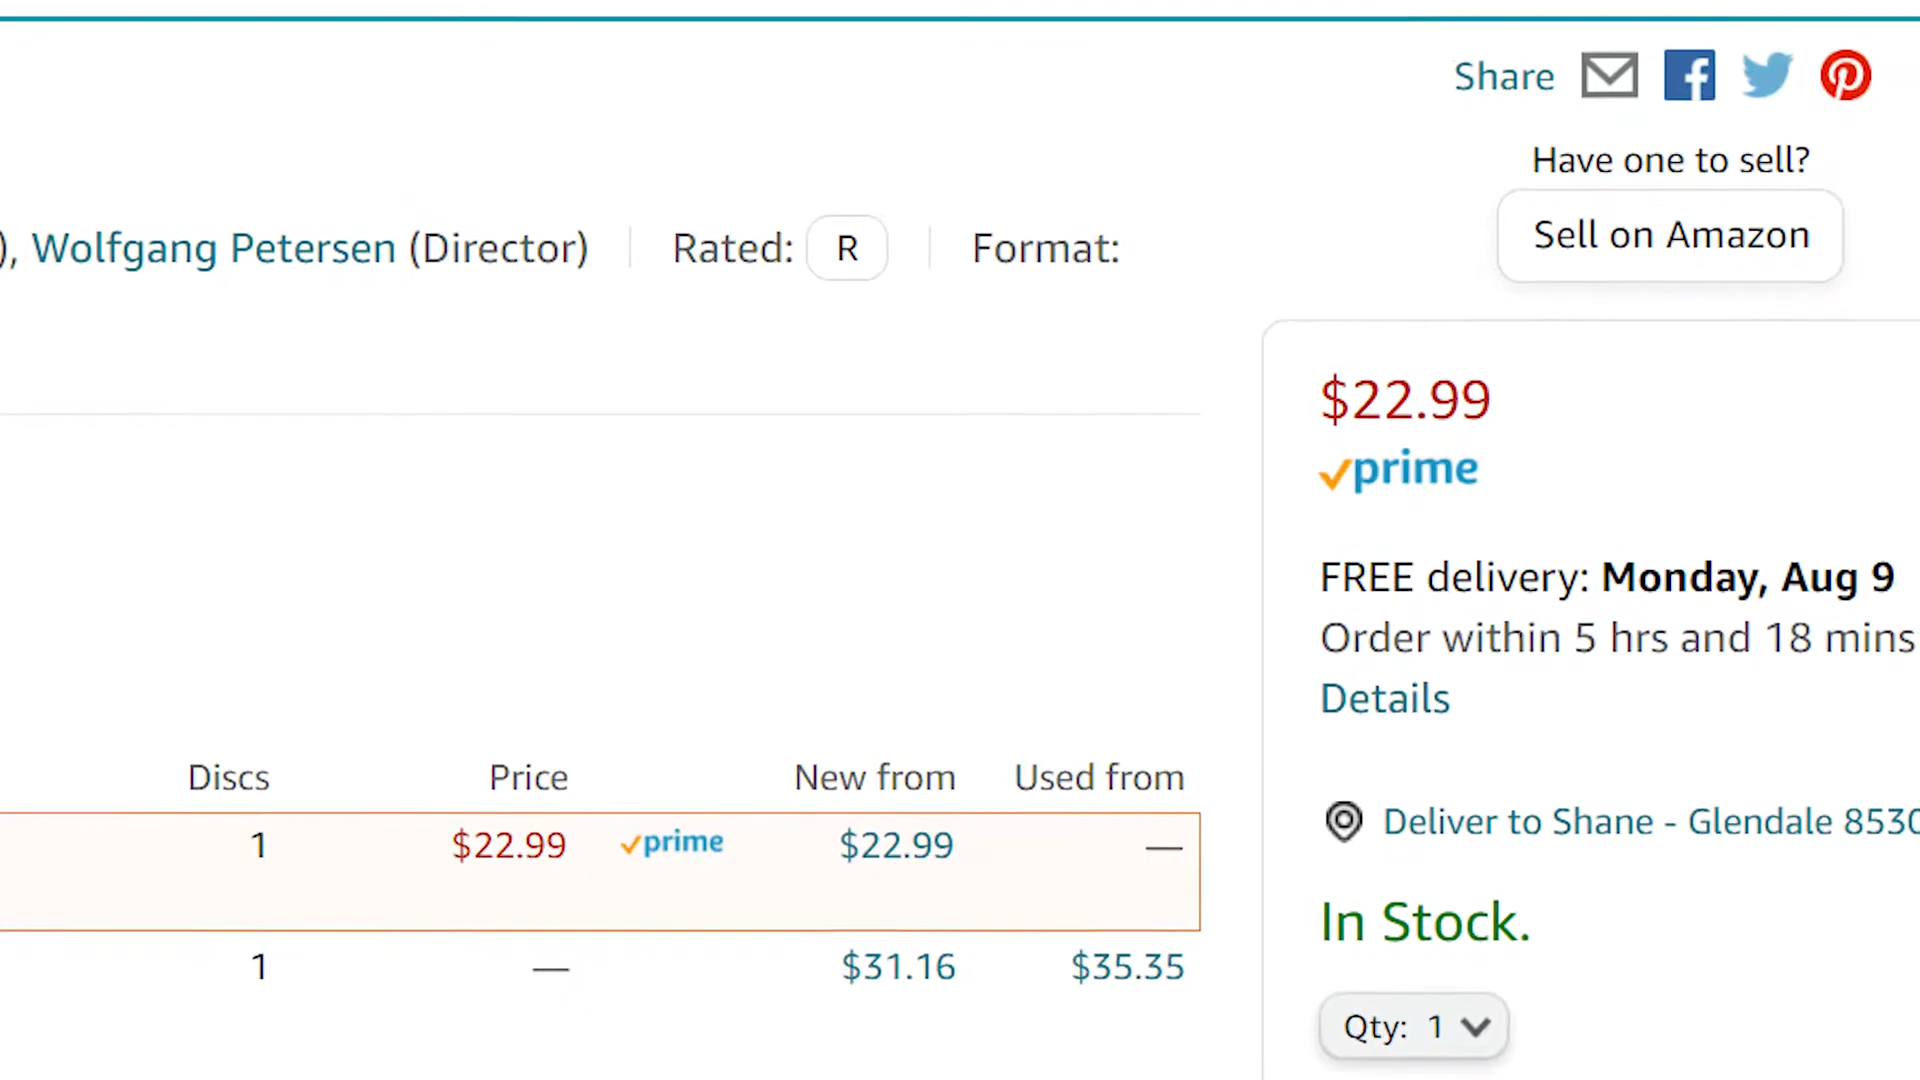 Share
Have one to sell?
Sell on Amazon
), Wolfgang Petersen (Director) Rated: R Format:
$22.99
prime
FREE delivery: Monday, Aug 9
Order within 5 hrs and 18 mins
Details
Discs Price New from Used from
1 $22.99 prime $22.99 —
1 — $31.16 $35.35
Deliver to Shane - Glendale 8530
In Stock.
Qty: 1